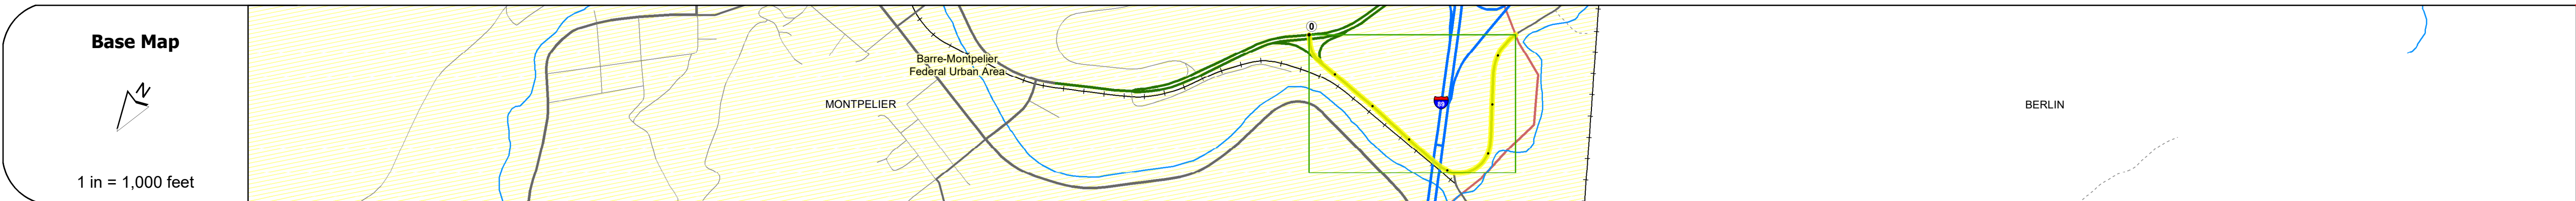 Base Map
N
1 in = 1,000 feet
0
Barre-Montpelier
Federal Urban Area
MONTPELIER
89
BERLIN